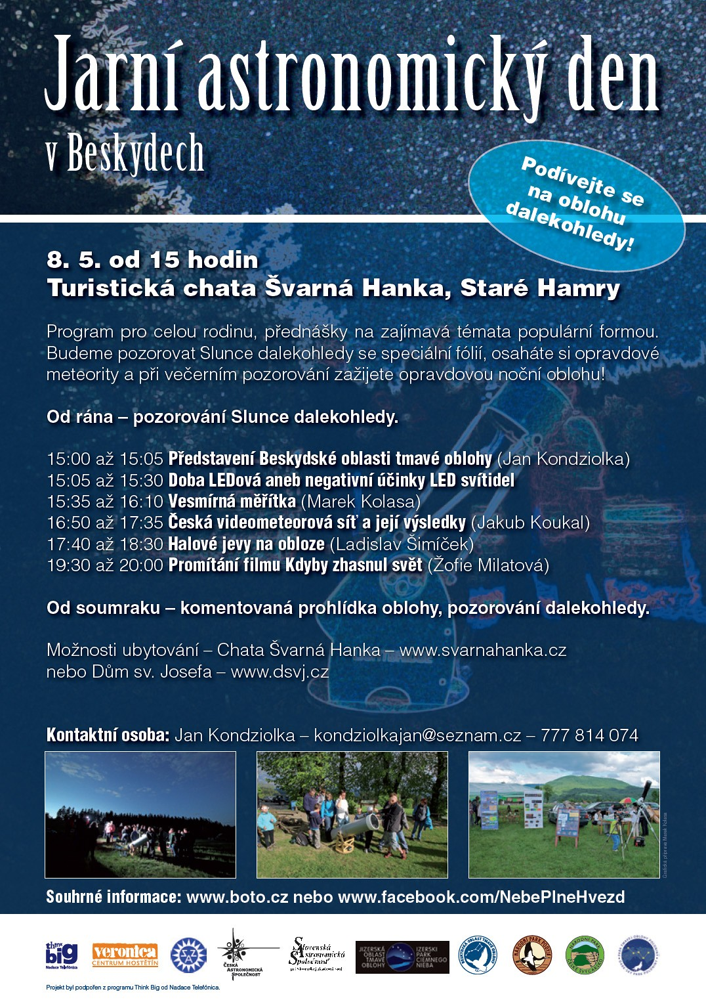 Jarní astronomický den
v Beskydech
Podívejte se
na oblohu
dalekohledy!
8. 5. od 15 hodin
Turistická chata Švarná Hanka, Staré Hamry
Program pro celou rodinu, přednášky na zajímavá témata populární formou.
Budeme pozorovat Slunce dalekohledy se speciální fólií, osaháte si opravdové
meteority a při večerním pozorování zažijete opravdovou noční oblohu!
Od rána – pozorování Slunce dalekohledy.
15:00 až 15:05 Představení Beskydské oblasti tmavé oblohy (Jan Kondziolka)
15:05 až 15:30 Doba LEDová aneb negativní účinky LED svítidel
15:35 až 16:10 Vesmírná měřítka (Marek Kolasa)
16:50 až 17:35 Česká videometeorová síť a její výsledky (Jakub Koukal)
17:40 až 18:30 Halové jevy na obloze (Ladislav Šimíček)
19:30 až 20:00 Promítání filmu Kdyby zhasnul svět (Žofie Milatová)
Od soumraku – komentovaná prohlídka oblohy, pozorování dalekohledy.
Možnosti ubytování – Chata Švarná Hanka – www.svarnahanka.cz
nebo Dům sv. Josefa – www.dsvj.cz
Kontaktní osoba: Jan Kondziolka – kondziolkajan@seznam.cz – 777 814 074
Grafická příprava Marek Kolasa
Souhrné informace: www.boto.cz nebo www.facebook.com/NebePlneHvezd
think
big
Nadace Telefónica
veronica
CENTRUM HOSTĚTÍN
ČESKÁ
ASTRONOMICKÁ
SPOLEČNOST
Slovenská
Astronomická
Spoločnosť
JIZERSKÁ
OBLAST
TMAVÉ
OBLOHY
IZERSKI
PARK
CIEMNEGO
NIEBA
BESKYDSKÁ OBLAST TMAVÉ OBLOHY
NÁRODNÍ PARK PODYJÍ
NÁRODNÍ PARK
ČESKÉ ŠVÝCARSKO
Projekt byl podpořen z programu Think Big od Nadace Telefónica.